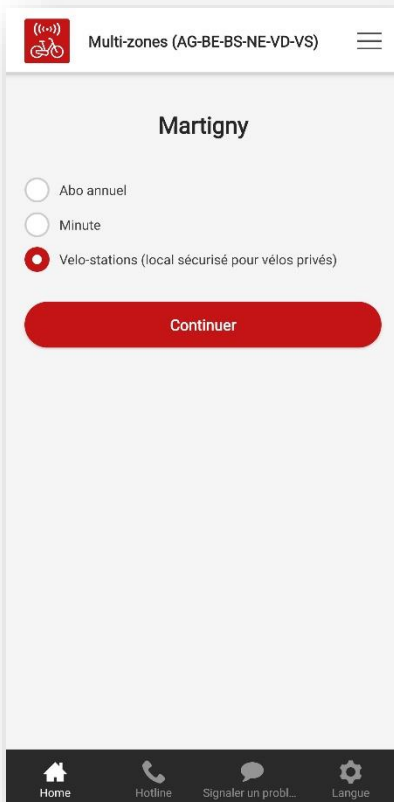 Multi-zones (AG-BE-BS-NE-VD-VS)
Martigny
Abo annuel
Minute
Velo-stations (local sécurisé pour vélos privés)
Continuer
Home
Hotline
Signaler un probl...
Langue